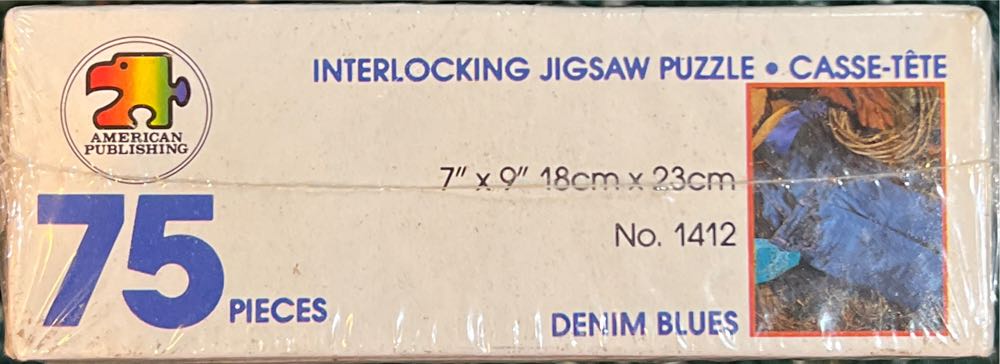 AMERICAN
PUBLISHING
INTERLOCKING JIGSAW PUZZLE • CASSE-TÊTE
7" x 9" 18cm x 23cm
No. 1412
75 PIECES
DENIM BLUES